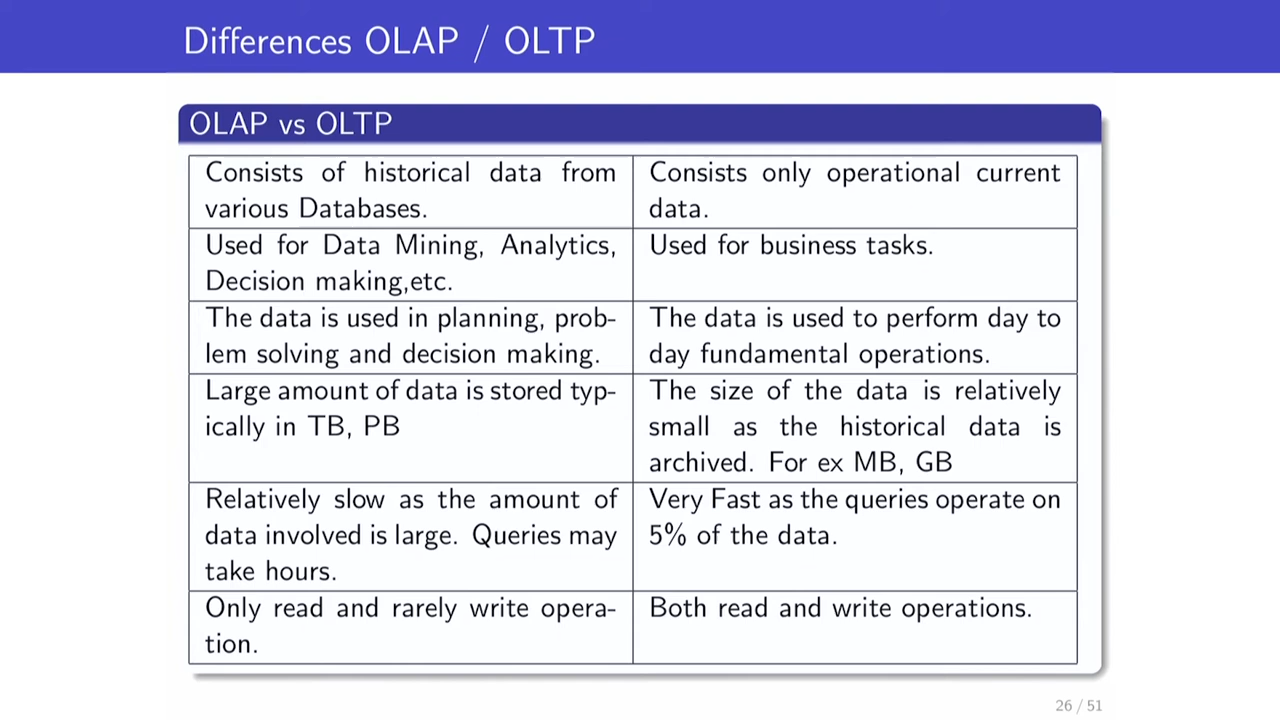 Differences OLAP / OLTP
OLAP vs OLTP
Consists of historical data from
various Databases.
Consists only operational current
data.
Used for Data Mining, Analytics,
Decision making,etc.
Used for business tasks.
The data is used in planning, prob-
lem solving and decision making.
The data is used to perform day to
day fundamental operations.
Large amount of data is stored typ-
ically in TB, PB
The size of the data is relatively
small as the historical data is
archived. For ex MB, GB
Relatively slow as the amount of
data involved is large. Queries may
take hours.
Very Fast as the queries operate on
5% of the data.
Only read and rarely write opera-
tion.
Both read and write operations.
26 / 51